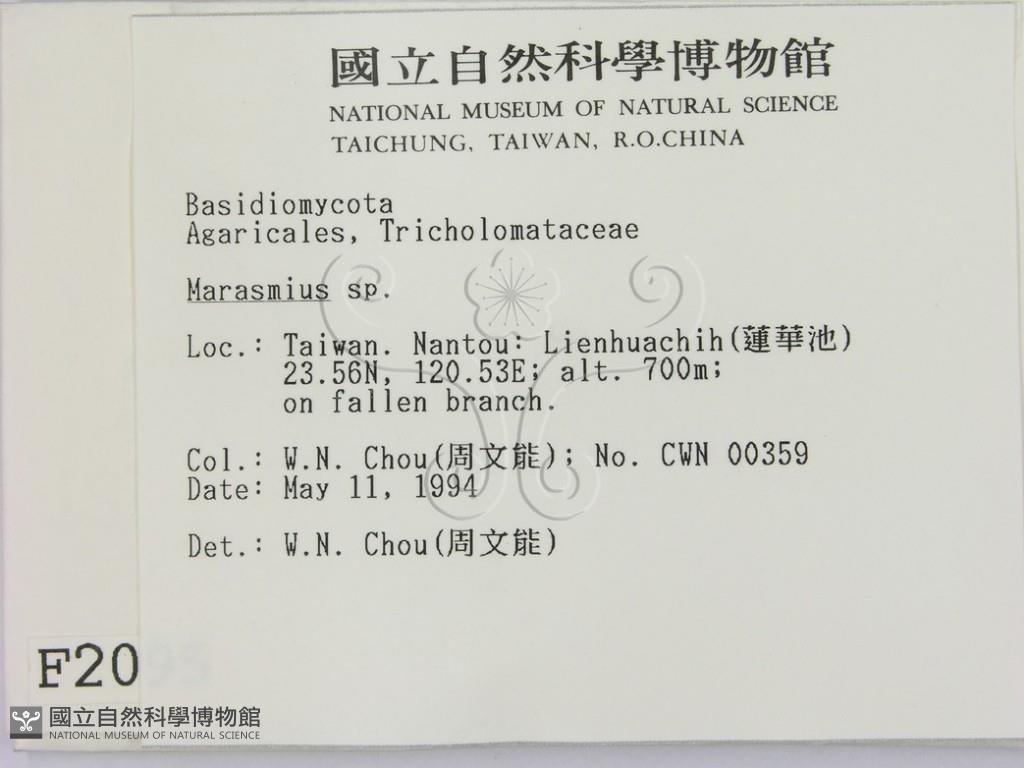 國立自然科學博物館
NATIONAL MUSEUM OF NATURAL SCIENCE
TAICHUNG, TAIWAN, R.O.CHINA
Basidiomycota
Agaricales, Tricholomataceae
Marasmius sp.
Loc.: Taiwan. Nantou: Lienhuachih(蓮華池)
23.56N, 120.53E; alt. 700m;
on fallen branch.
Col.: W.N. Chou(周文能); No. CWN 00359
Date: May 11, 1994
Det.: W.N. Chou(周文能)
F2095
國立自然科學博物館
NATIONAL MUSEUM OF NATURAL SCIENCE